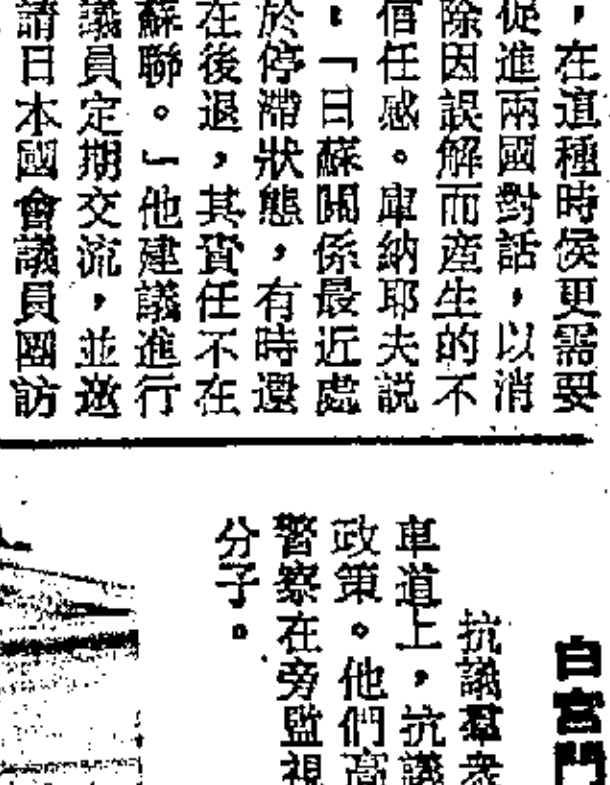 ，在這種時侯更需要
促進兩國對話，以消
除因誤解而產生的不
信任感。庫納耶夫説
：「日蘇關係最近處
於停滯狀態，有時還
在後退，其責任不在
蘇聯。」他建議進行
議員定期交流，並邀
請日本國會議員團訪
白宮門
抗議羣衆
車道上，抗議
政策。他們高
警察在旁監視
分子。